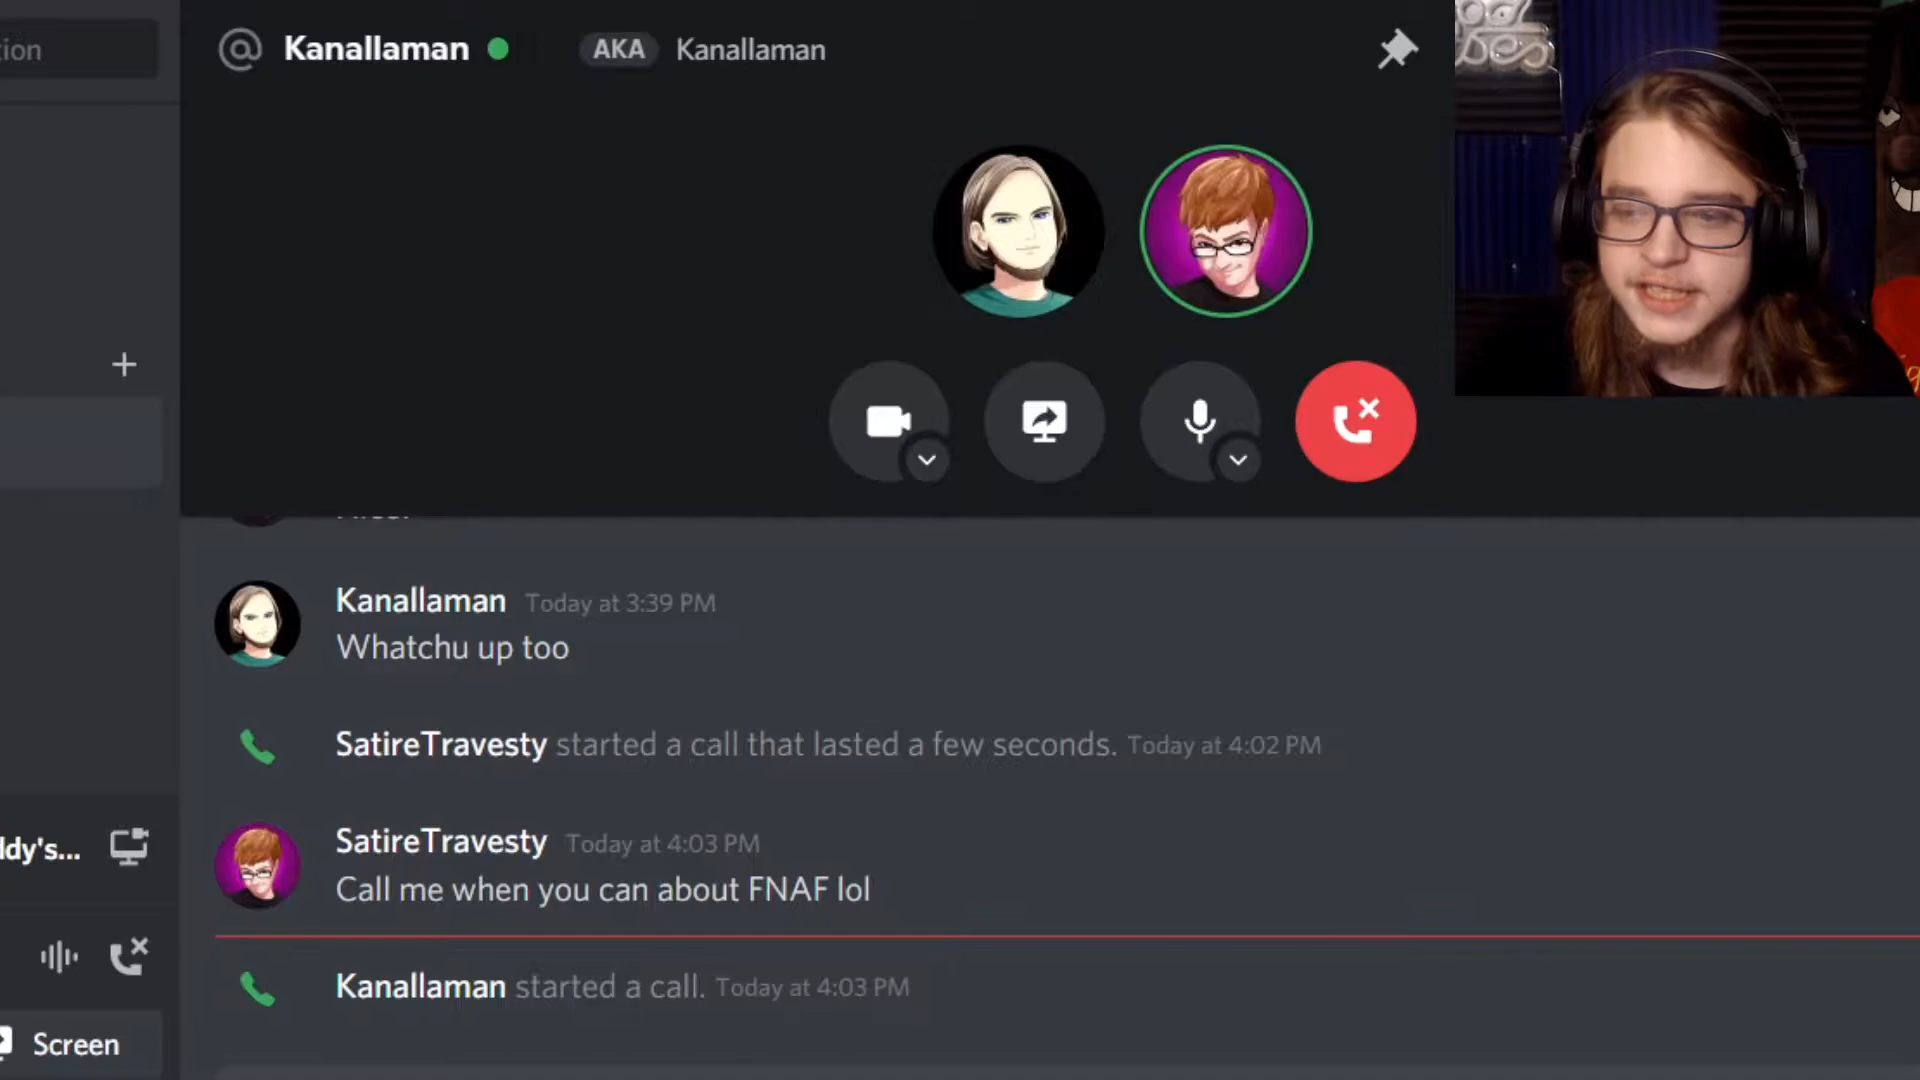 tion
Kanallaman
AKA Kanallaman
Kanallaman Today at 3:39 PM
Whatchu up too
SatireTravesty started a call that lasted a few seconds. Today at 4:02 PM
SatireTravesty Today at 4:03 PM
Call me when you can about FNAF lol
Kanallaman started a call. Today at 4:03 PM
ddy's...
Screen